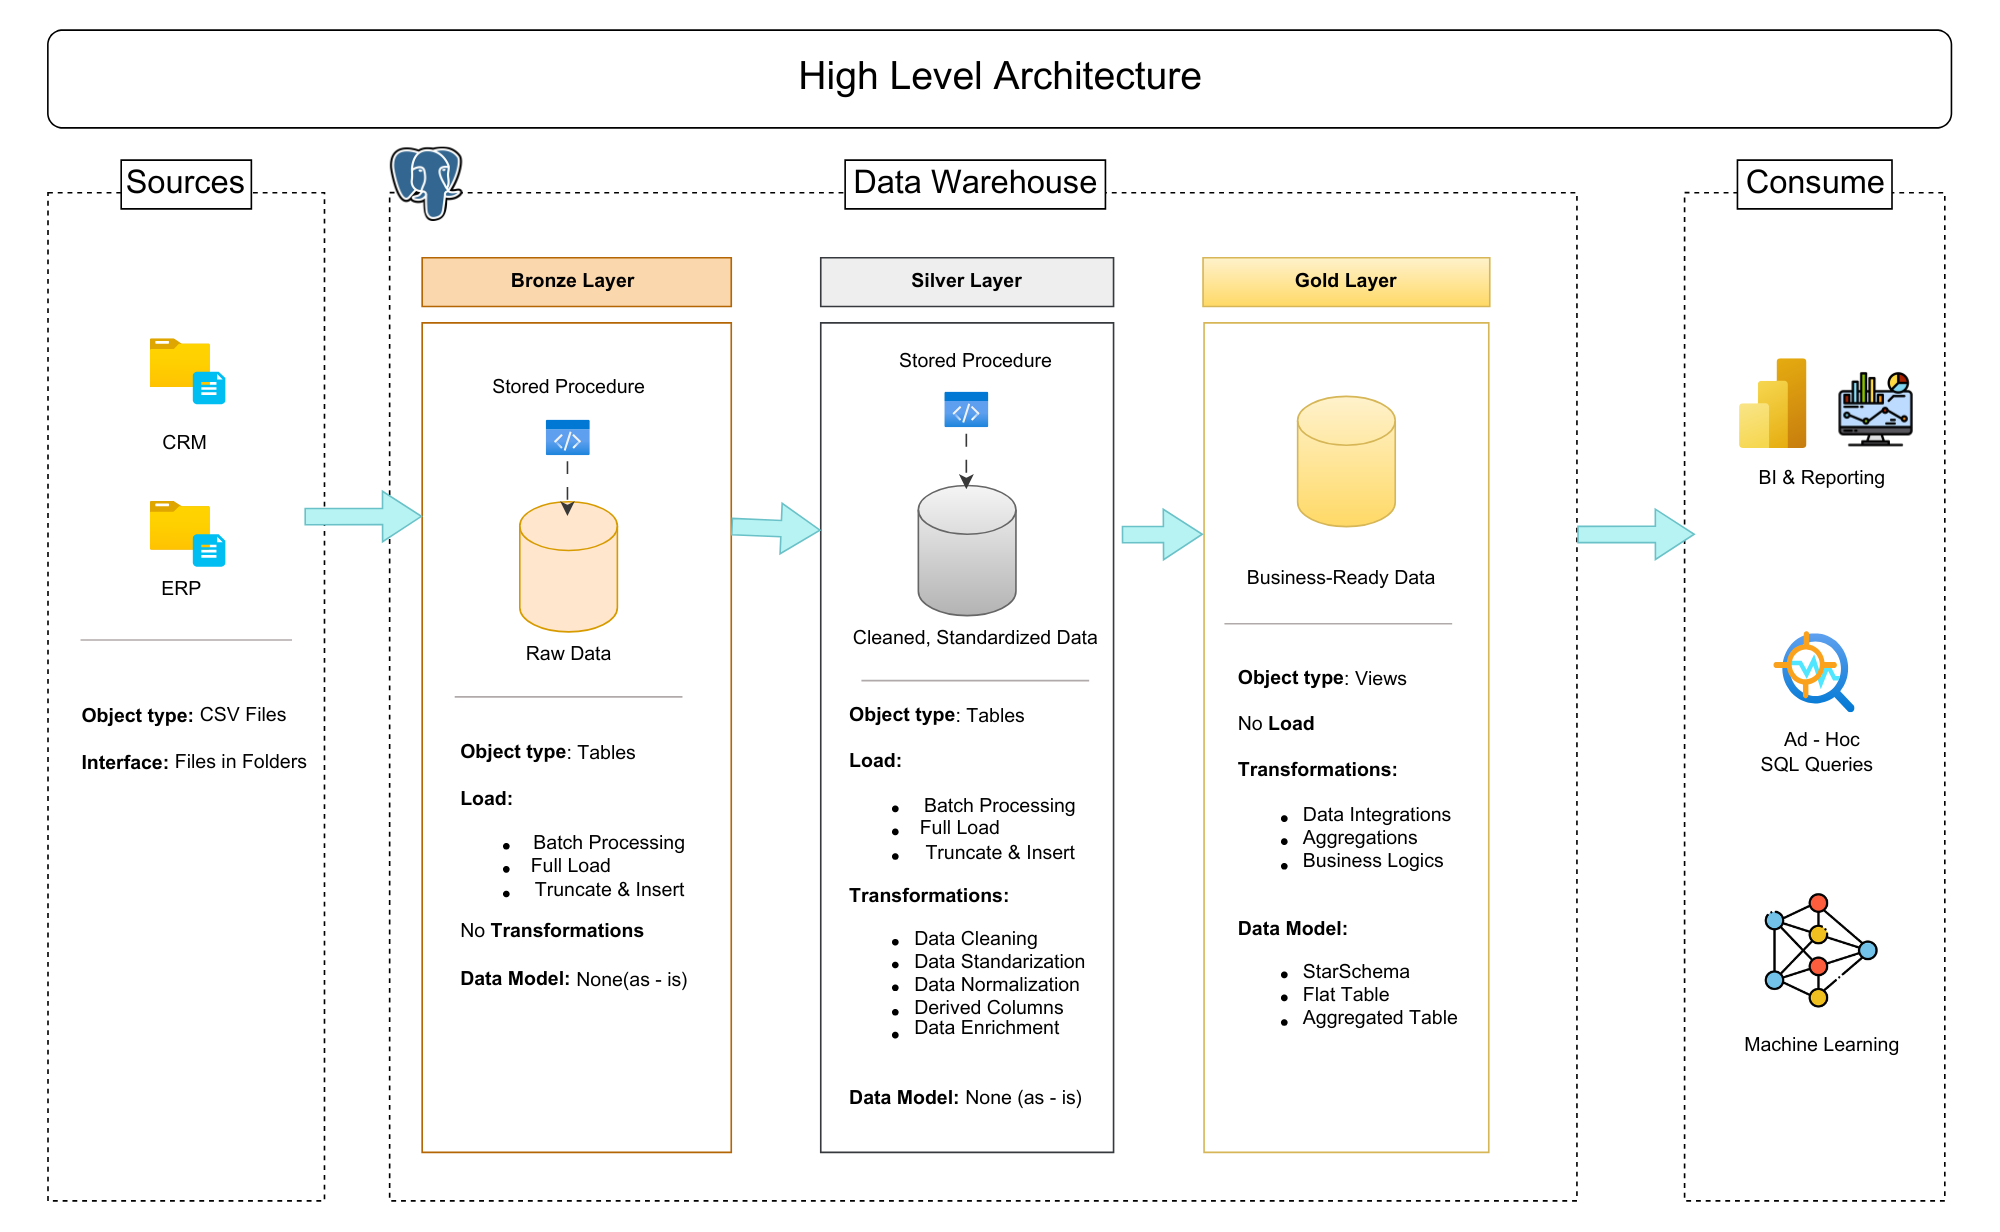 High Level Architecture
Sources
Data Warehouse
Consume
CRM
ERP
Object type: CSV Files
Interface: Files in Folders
Bronze Layer
Stored Procedure
Raw Data
Object type: Tables
Load:
• Batch Processing
• Full Load
• Truncate & Insert
No Transformations
Data Model: None(as - is)
Silver Layer
Stored Procedure
Cleaned, Standardized Data
Object type: Tables
Load:
• Batch Processing
• Full Load
• Truncate & Insert
Transformations:
• Data Cleaning
• Data Standarization
• Data Normalization
• Derived Columns
• Data Enrichment
Data Model: None (as - is)
Gold Layer
Business-Ready Data
Object type: Views
No Load
Transformations:
• Data Integrations
• Aggregations
• Business Logics
Data Model:
• StarSchema
• Flat Table
• Aggregated Table
BI & Reporting
Ad - Hoc
SQL Queries
Machine Learning